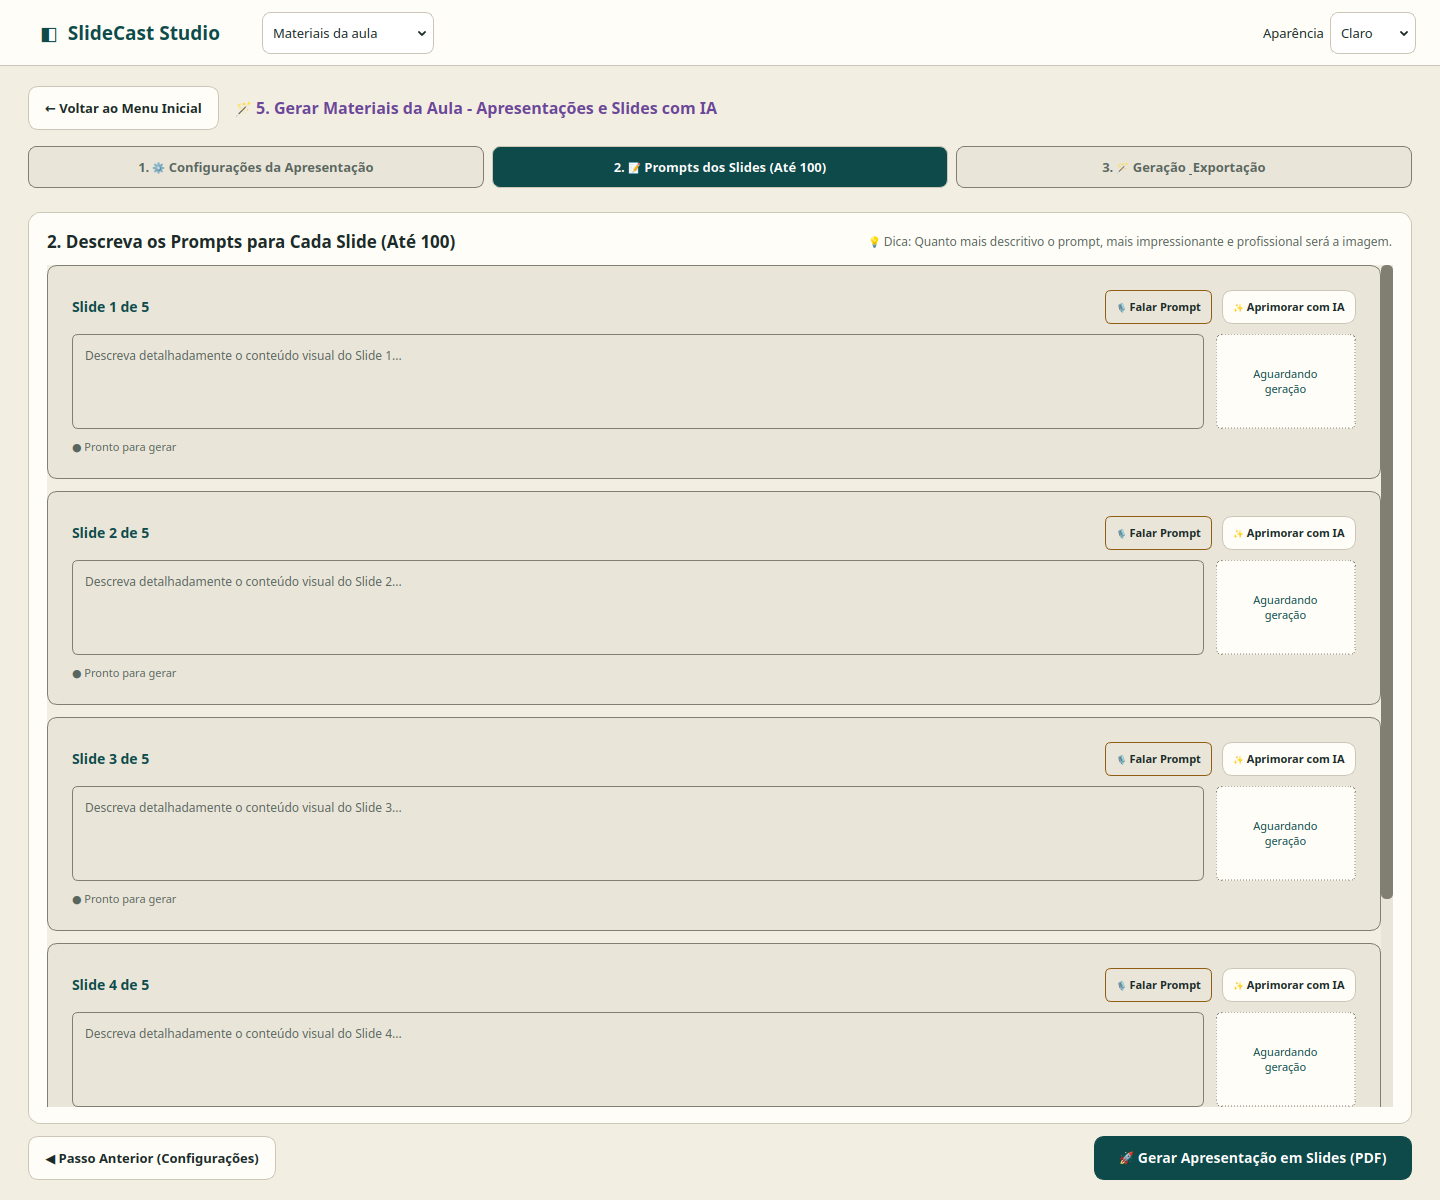 SlideCast Studio
Materiais da aula
Aparência
Claro
← Voltar ao Menu Inicial
5. Gerar Materiais da Aula - Apresentações e Slides com IA
1. Configurações da Apresentação
2. Prompts dos Slides (Até 100)
3. Geração _Exportação
2. Descreva os Prompts para Cada Slide (Até 100)
Dica: Quanto mais descritivo o prompt, mais impressionante e profissional será a imagem.
Slide 1 de 5
Falar Prompt
Aprimorar com IA
Descreva detalhadamente o conteúdo visual do Slide 1...
Aguardando
geração
● Pronto para gerar
Slide 2 de 5
Falar Prompt
Aprimorar com IA
Descreva detalhadamente o conteúdo visual do Slide 2...
Aguardando
geração
● Pronto para gerar
Slide 3 de 5
Falar Prompt
Aprimorar com IA
Descreva detalhadamente o conteúdo visual do Slide 3...
Aguardando
geração
● Pronto para gerar
Slide 4 de 5
Falar Prompt
Aprimorar com IA
Descreva detalhadamente o conteúdo visual do Slide 4...
Aguardando
geração
◀ Passo Anterior (Configurações)
Gerar Apresentação em Slides (PDF)